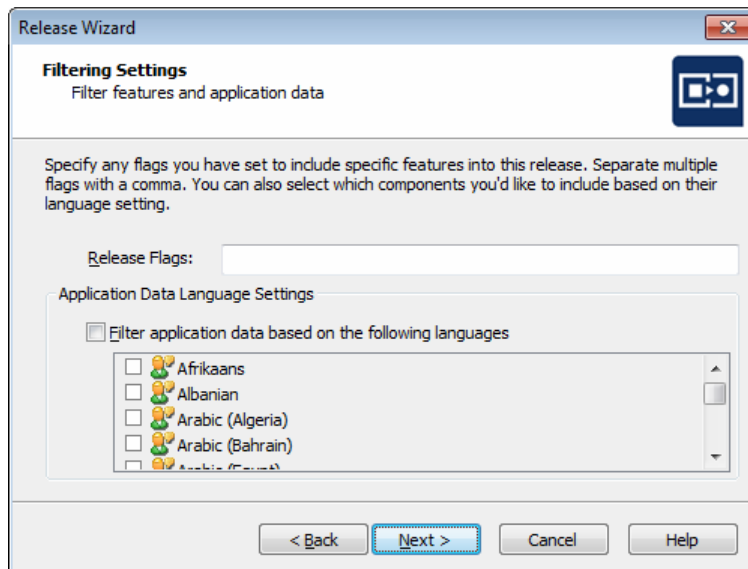 Release Wizard
Filtering Settings
Filter features and application data
Specify any flags you have set to include specific features into this release. Separate multiple
flags with a comma. You can also select which components you'd like to include based on their
language setting.
Release Flags:
Application Data Language Settings
Filter application data based on the following languages
Afrikaans
Albanian
Arabic (Algeria)
Arabic (Bahrain)
Arabic (Egypt)
< Back
Next >
Cancel
Help